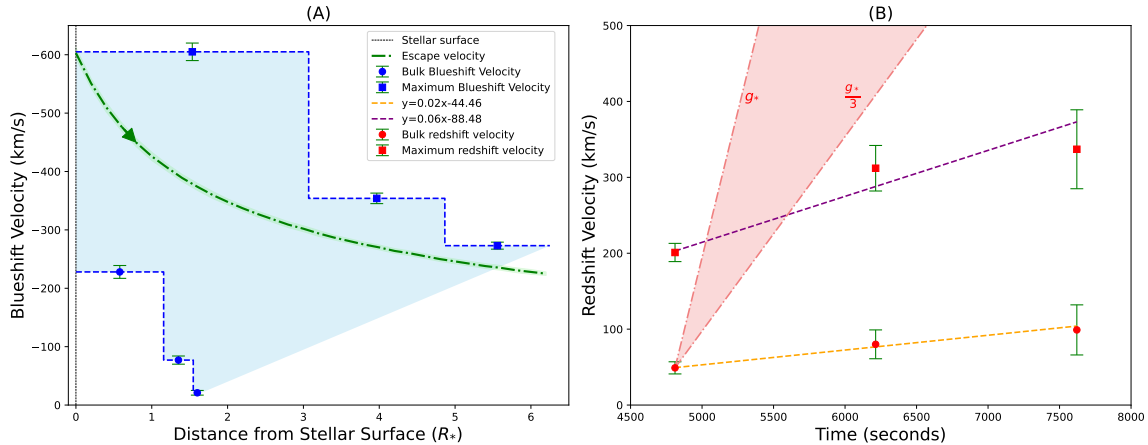 (A)
Blueshift Velocity (km/s)
−600
−500
−400
−300
−200
−100
0
Stellar surface
Escape velocity
Bulk Blueshift Velocity
Maximum Blueshift Velocity
y=0.02x-44.46
y=0.06x-88.48
Bulk redshift velocity
Maximum redshift velocity
0 1 2 3 4 5 6
Distance from Stellar Surface (R*)
(B)
Redshift Velocity (km/s)
500
400
300
200
100
0
g*
g*/3
4500 5000 5500 6000 6500 7000 7500 8000
Time (seconds)